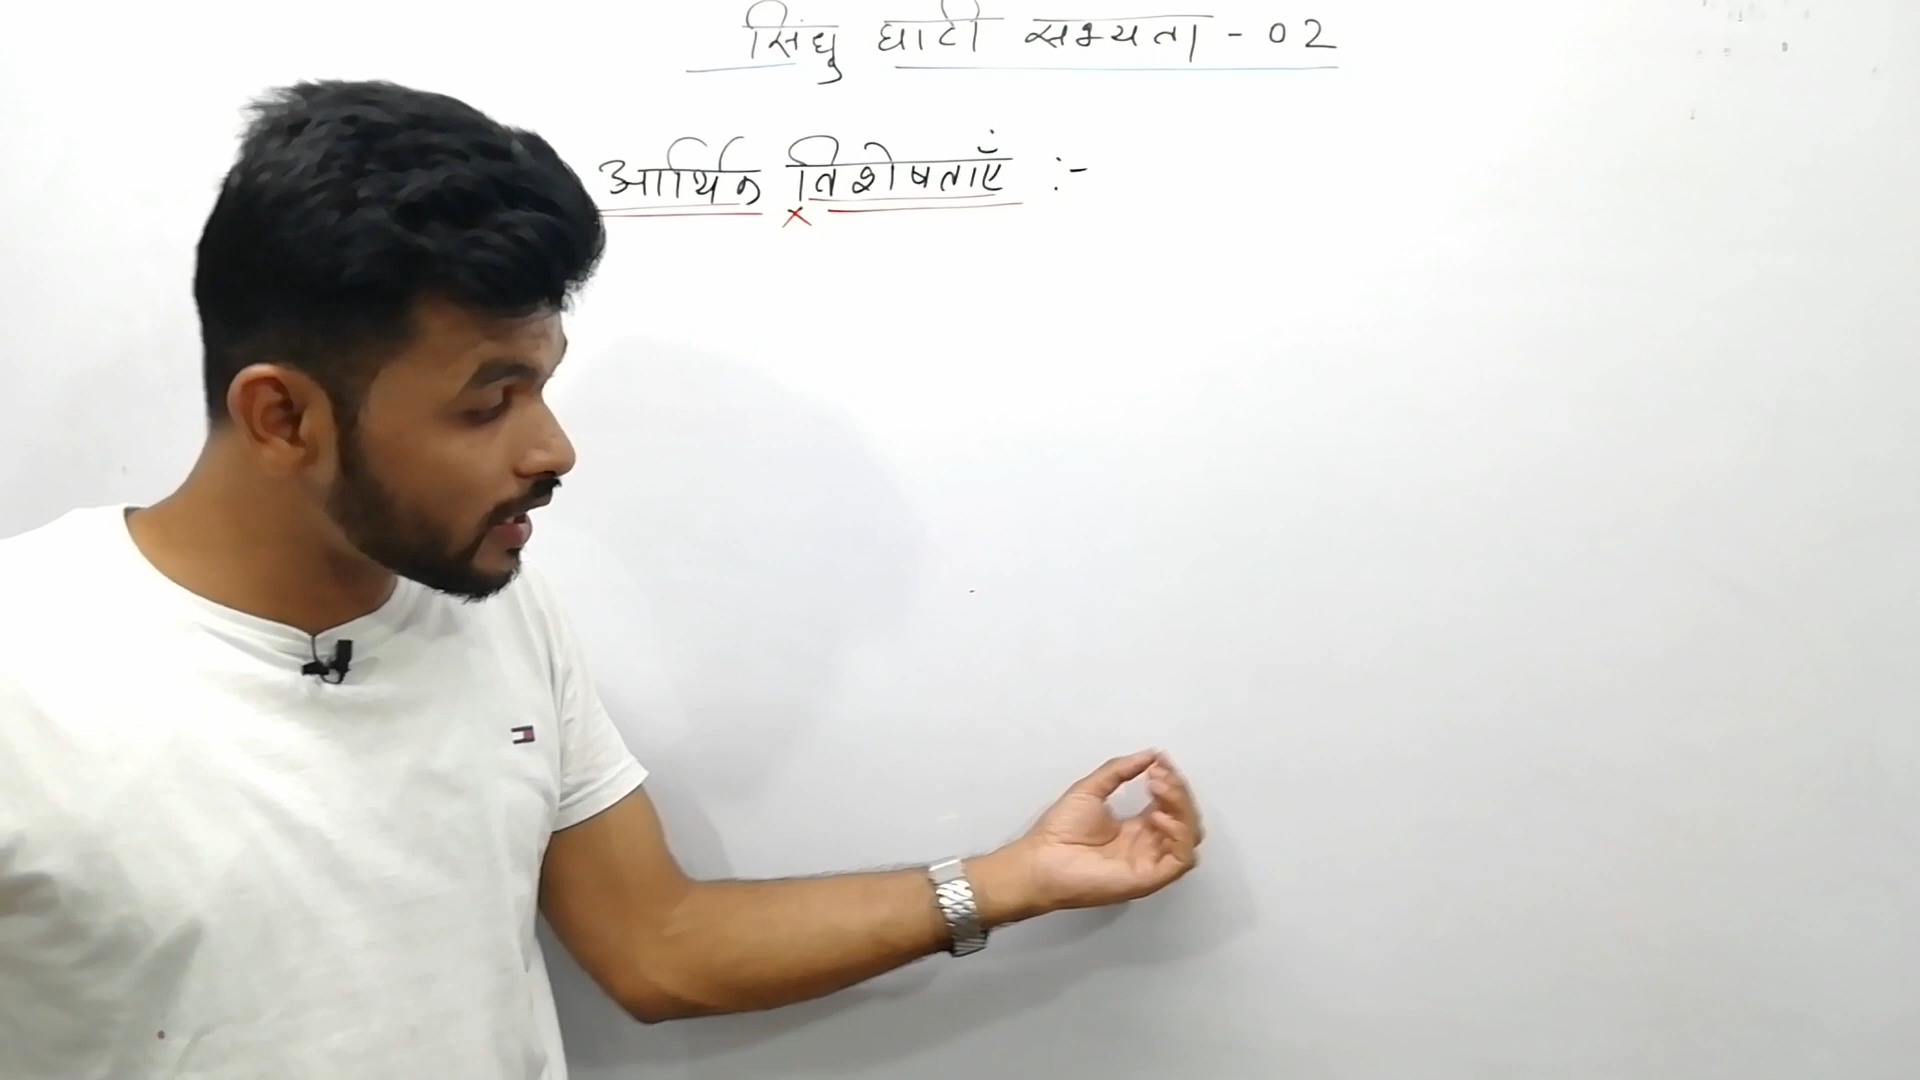 सिंधु घाटी सभ्यता - 02
आर्थिक विशेषताएँ :-